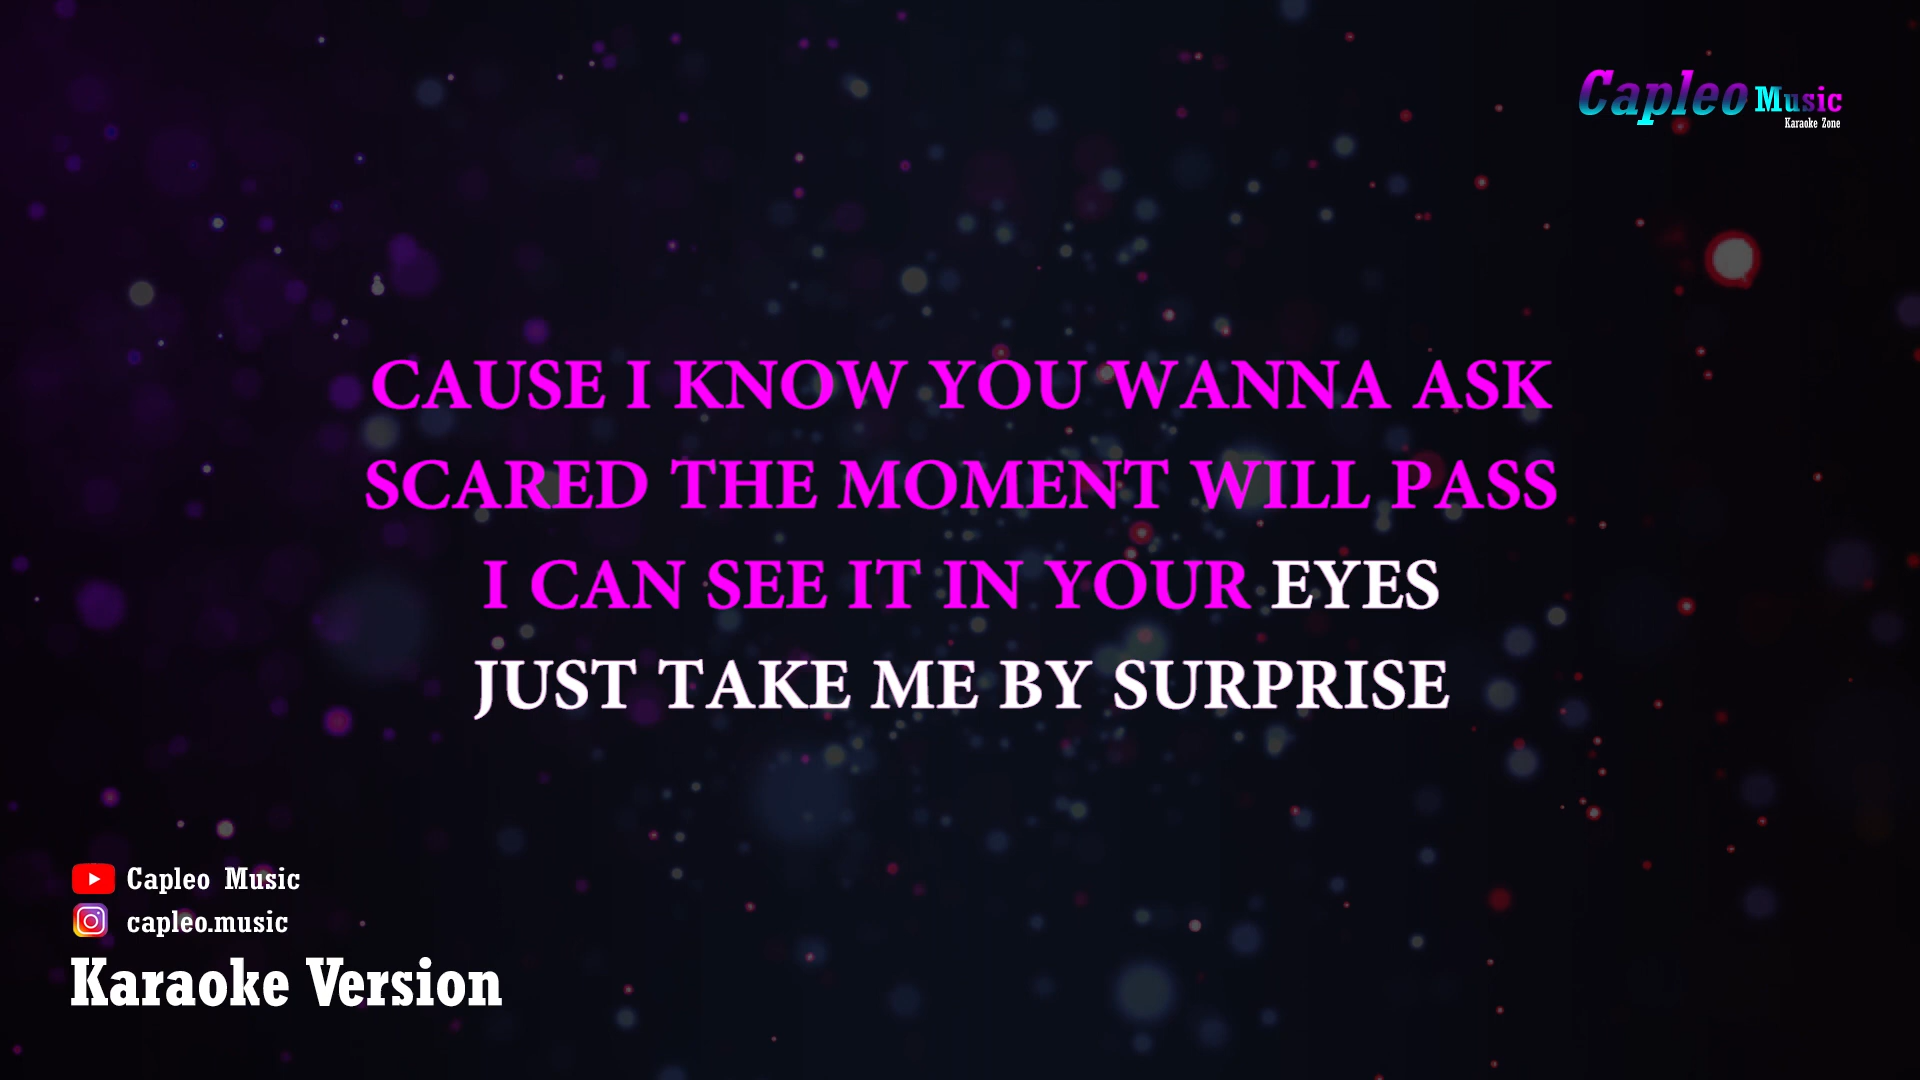 Capleo Music
Karaoke Zone
CAUSE I KNOW YOU WANNA ASK
SCARED THE MOMENT WILL PASS
I CAN SEE IT IN YOUR EYES
JUST TAKE ME BY SURPRISE
Capleo Music
capleo.music
Karaoke Version